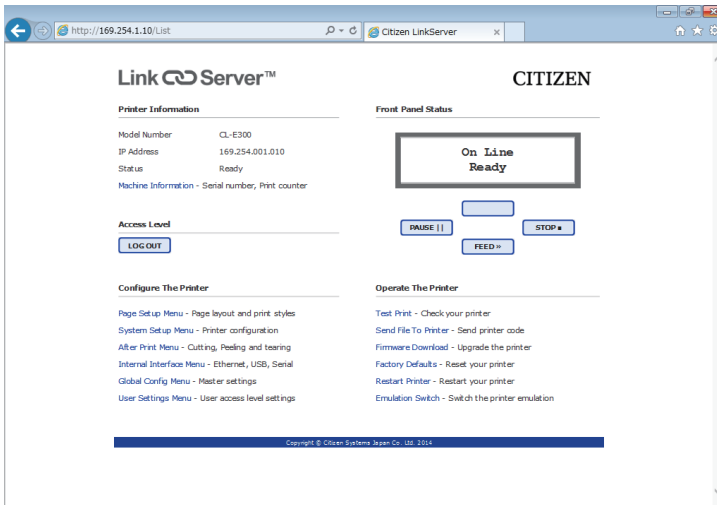 http://169.254.1.10/List
Citizen LinkServer
Link Server™
CITIZEN
Printer Information
Model Number CL-E300
IP Address 169.254.001.010
Status Ready
Machine Information - Serial number, Print counter
Access Level
LOG OUT
Front Panel Status
On Line
Ready
PAUSE ||
STOP ■
FEED »
Configure The Printer
Page Setup Menu - Page layout and print styles
System Setup Menu - Printer configuration
After Print Menu - Cutting, Peeling and tearing
Internal Interface Menu - Ethernet, USB, Serial
Global Config Menu - Master settings
User Settings Menu - User access level settings
Operate The Printer
Test Print - Check your printer
Send File To Printer - Send printer code
Firmware Download - Upgrade the printer
Factory Defaults - Reset your printer
Restart Printer - Restart your printer
Emulation Switch - Switch the printer emulation
Copyright © Citizen Systems Japan Co. Ltd. 2014